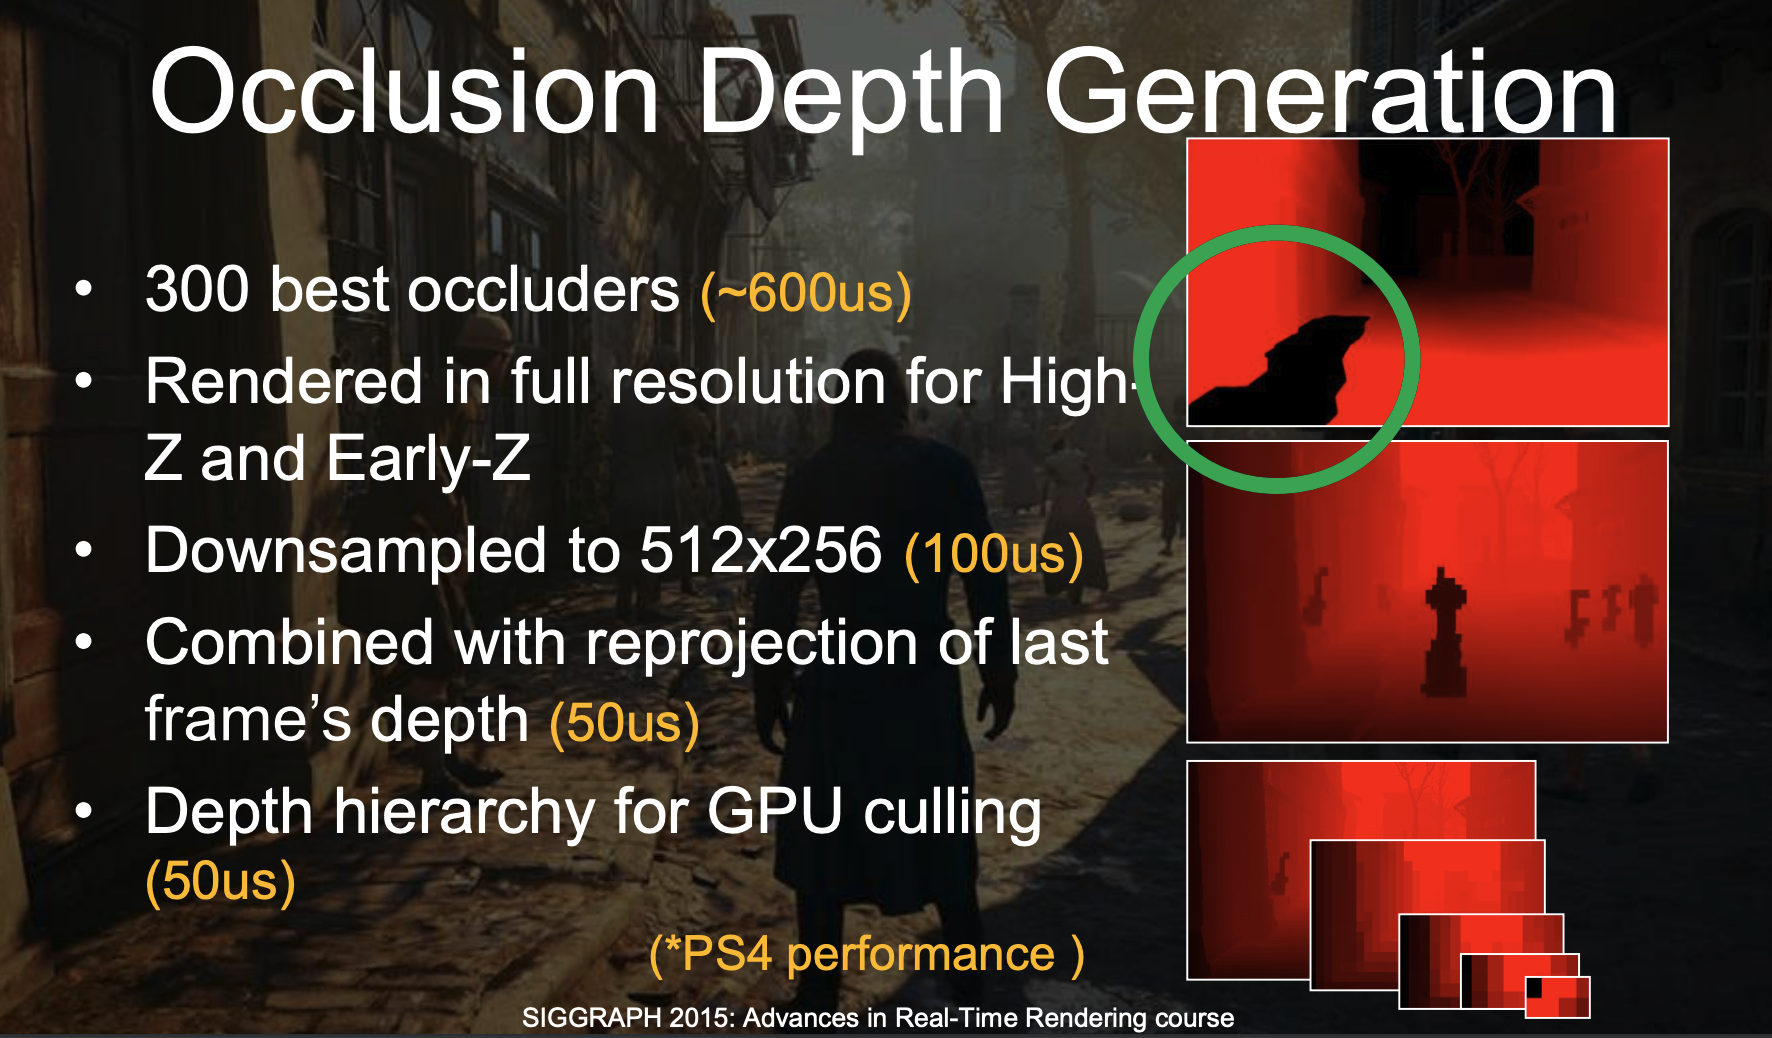 Occlusion Depth Generation
• 300 best occluders (~600us)
• Rendered in full resolution for High-
Z and Early-Z
• Downsampled to 512x256 (100us)
• Combined with reprojection of last
frame’s depth (50us)
• Depth hierarchy for GPU culling
(50us)
(*PS4 performance )
SIGGRAPH 2015: Advances in Real-Time Rendering course